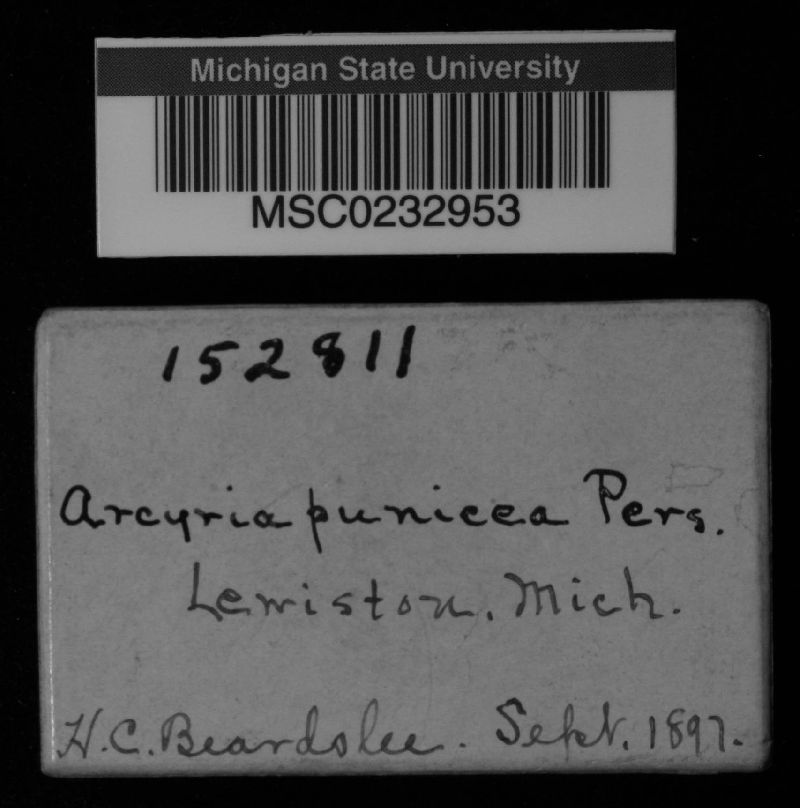 Michigan State University
MSC0232953
152811
Arcyria punicea Pers.
Lewiston, Mich.
H.C. Beardslee. Sept. 1897.